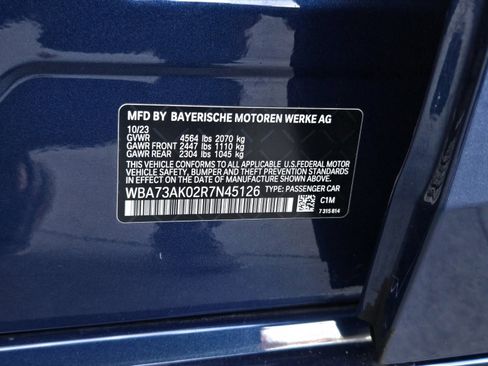 MFD BY BAYERISCHE MOTOREN WERKE AG
10/23
GVWR 4564 lbs 2070 kg
GAWR FRONT 2447 lbs 1110 kg
GAWR REAR 2304 lbs 1045 kg
THIS VEHICLE CONFORMS TO ALL APPLICABLE U.S. FEDERAL MOTOR
VEHICLE SAFETY, BUMPER AND THEFT PREVENTION STANDARDS
IN EFFECT ON THE DATE OF MANUFACTURE SHOWN ABOVE.
WBA73AK02R7N45126 TYPE: PASSENGER CAR
C1M
7 315 814